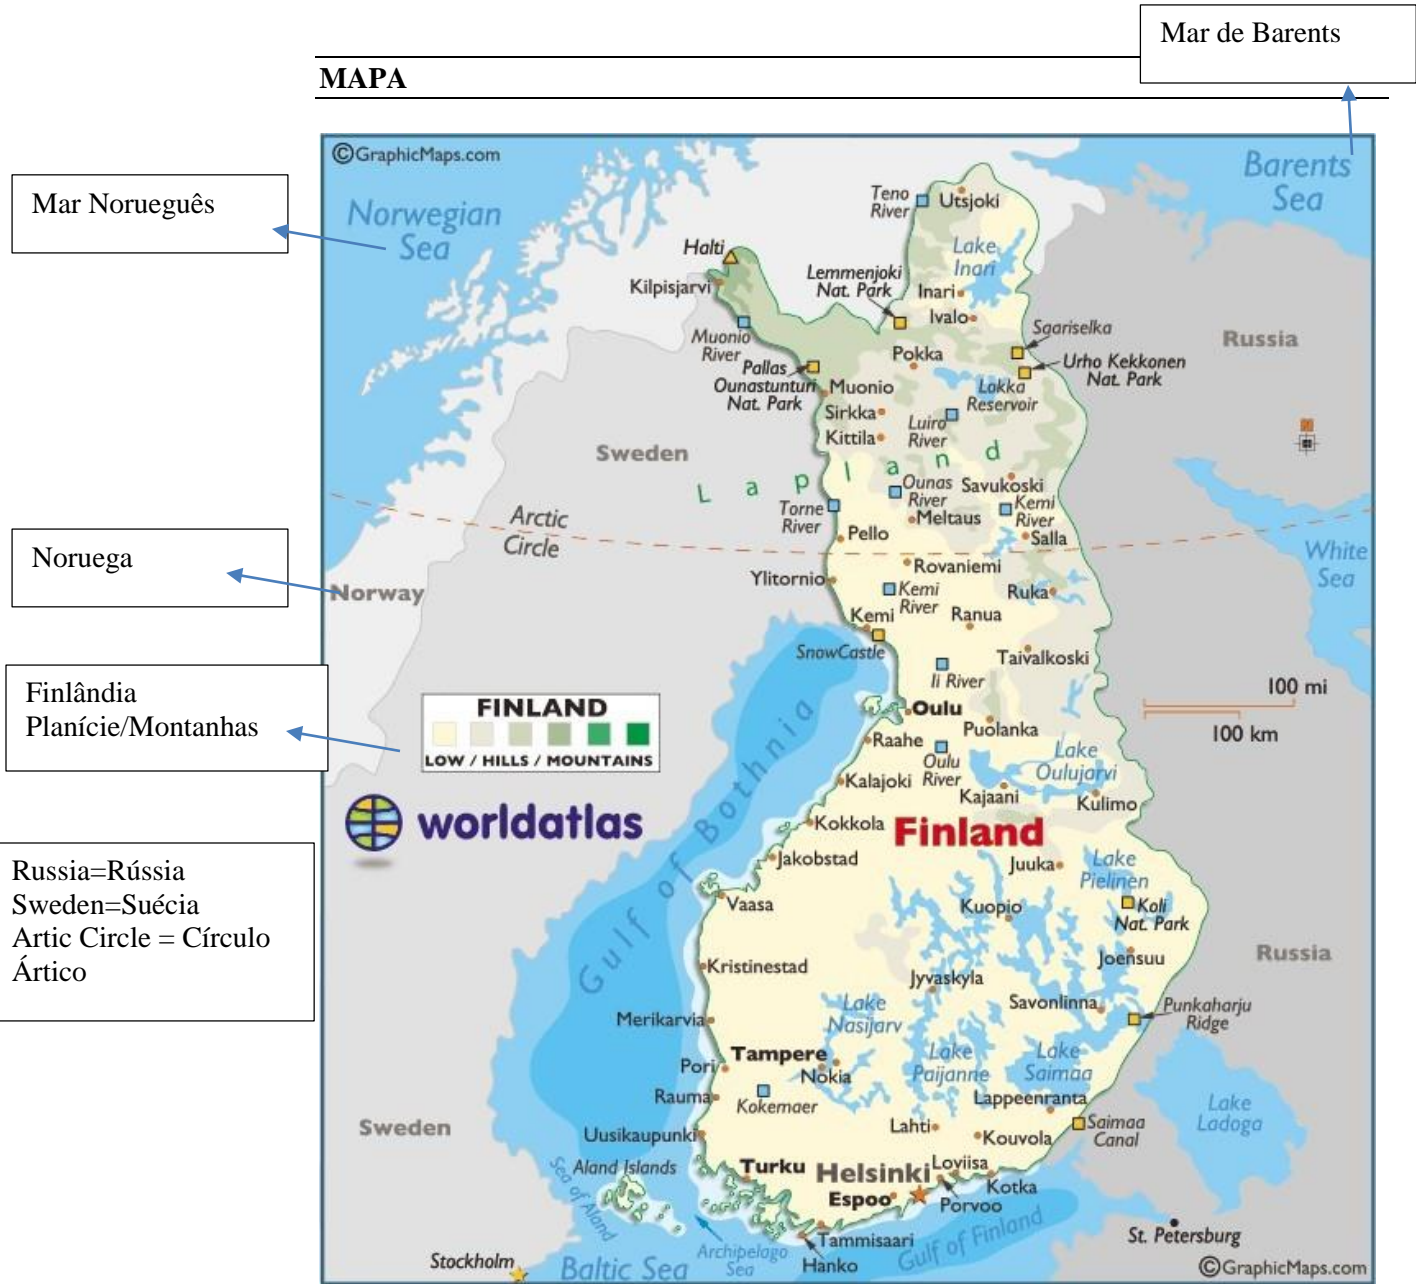 Mar de Barents
MAPA
©GraphicMaps.com
Barents
Sea
Mar Norueguês
Norwegian
Sea
Teno
River
Utsjoki
Halti
Lake
Inari
Lemmenjoki
Nat. Park
Kilpisjarvi
Inari
Ivalo
Muonio
River
Saariselka
Russia
Pokka
Urho Kekkonen
Nat. Park
Pallas
Ounastunturi
Nat. Park
Muonio
Lokka
Reservoir
Sirkka
Luiro
River
Kittila
Sweden
Lapland
Ounas
River
Savukoski
Torne
River
Kemi
River
Meltaus
Arctic
Circle
Pello
Salla
White
Sea
Noruega
Norway
Rovaniemi
Ylitornio
Kemi
River
Ruka
Kemi
Ranua
SnowCastle
Taivalkoski
Ii River
Finlândia
Planície/Montanhas
100 mi
100 km
FINLAND
LOW / HILLS / MOUNTAINS
Oulu
Puolanka
Raahe
Oulu
River
Lake
Oulujarvi
Kalajoki
Kajaani
Kulimo
Gulf of Bothnia
worldatlas
Kokkola
Finland
Jakobstad
Juuka
Lake
Pielinen
Russia=Rússia
Sweden=Suécia
Artic Circle = Círculo
Ártico
Vaasa
Kuopio
Koli
Nat. Park
Joensuu
Russia
Kristinestad
Jyvaskyla
Lake
Nasijarv
Savonlinna
Punkaharju
Ridge
Merikarvia
Tampere
Lake
Paijanne
Lake
Saimaa
Pori
Nokia
Rauma
Kokemaer
Lappeenranta
Lake
Ladoga
Sweden
Uusikaupunki
Lahti
Kouvola
Saimaa
Canal
Aland Islands
Sea of Aland
Turku
Helsinki
Loviisa
Kotka
Espoo
Porvoo
Archipelago
Sea
Tammisaari
Hanko
Gulf of Finland
St. Petersburg
Stockholm
Baltic Sea
©GraphicMaps.com